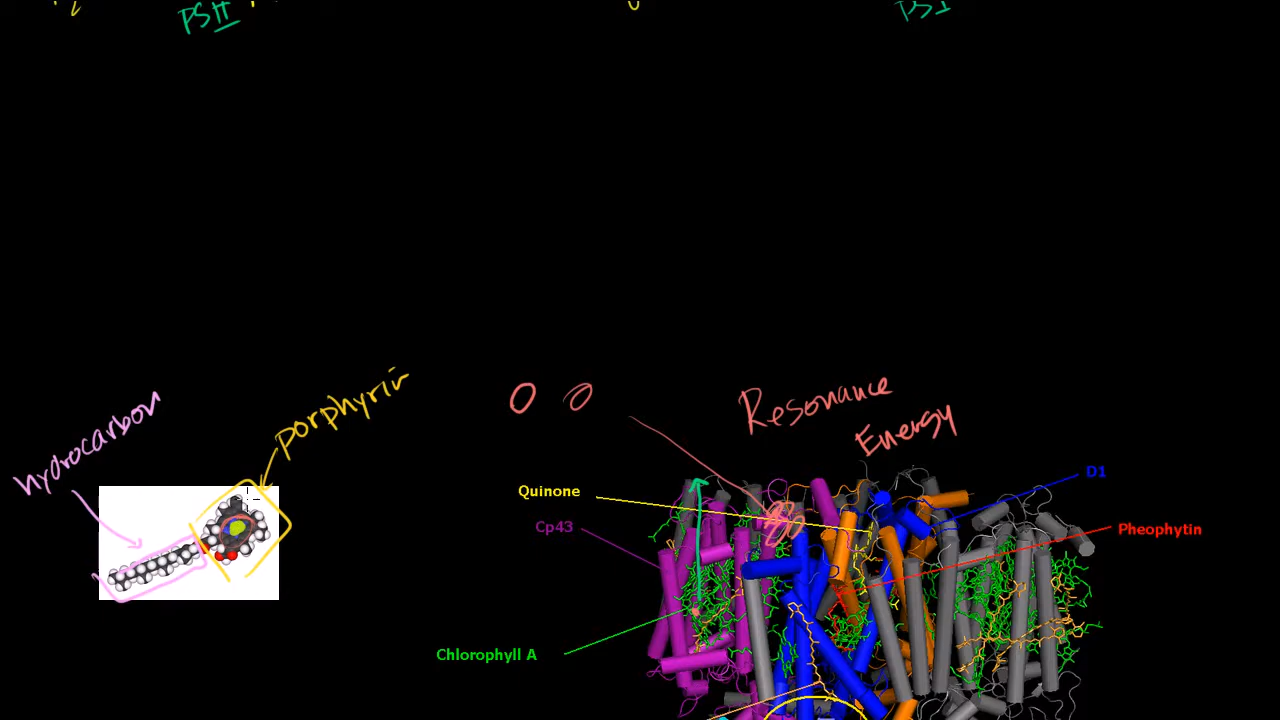 PSII
PSI
hydrocarbon
porphyrin
Resonance
Energy
Quinone
Cp43
D1
Pheophytin
Chlorophyll A